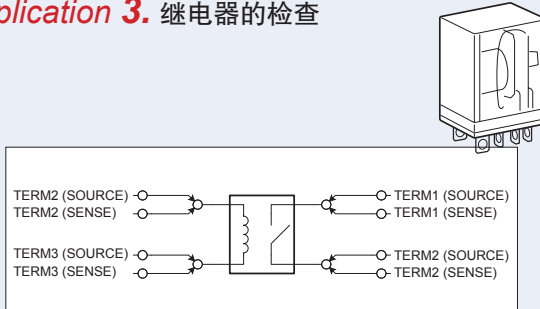 plication 3. 继电器的检查
TERM2 (SOURCE)
TERM2 (SENSE)
TERM3 (SOURCE)
TERM3 (SENSE)
TERM1 (SOURCE)
TERM1 (SENSE)
TERM2 (SOURCE)
TERM2 (SENSE)